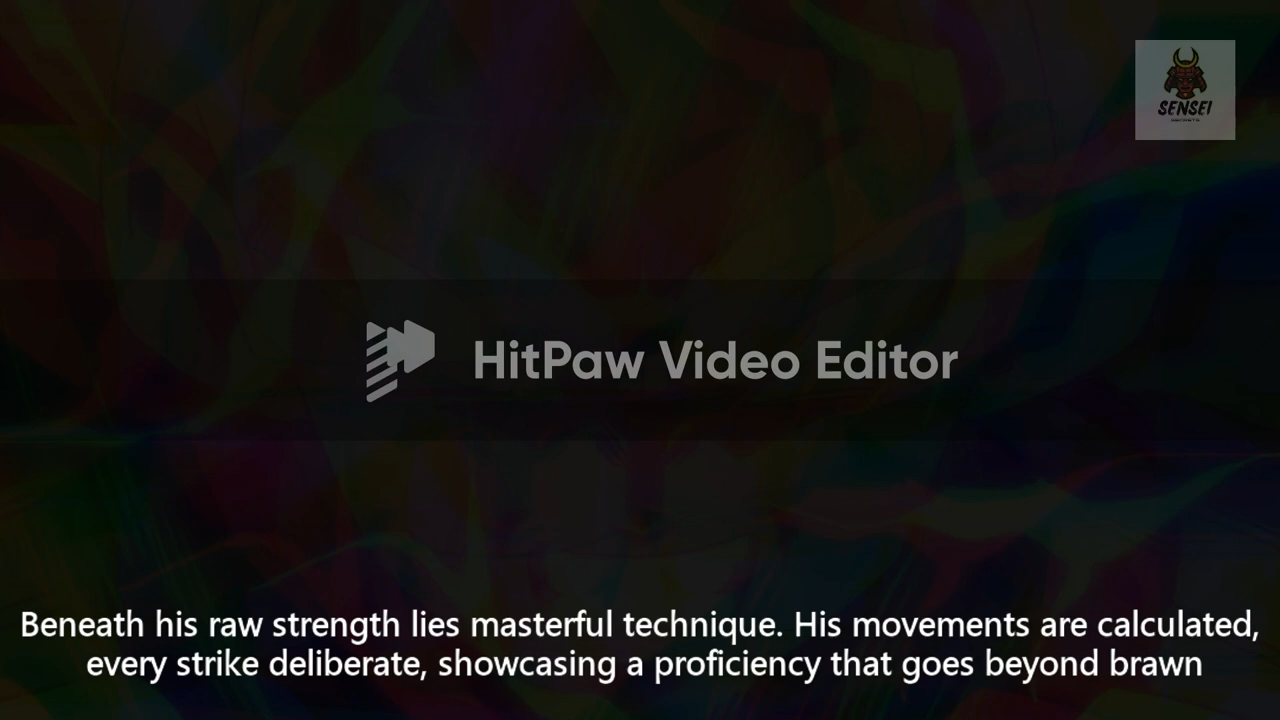 SENSEI
HitPaw Video Editor
Beneath his raw strength lies masterful technique. His movements are calculated,
every strike deliberate, showcasing a proficiency that goes beyond brawn